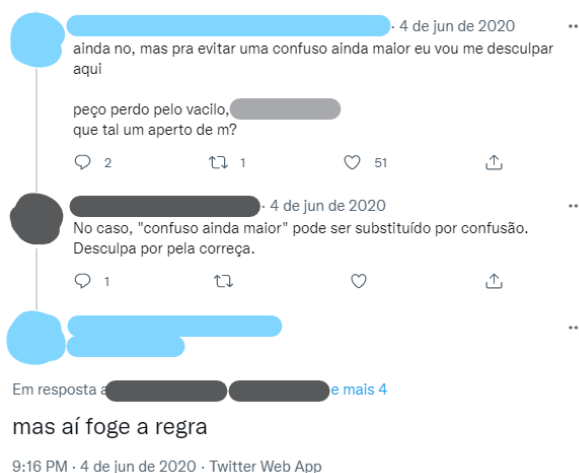 · 4 de jun de 2020
ainda no, mas pra evitar uma confuso ainda maior eu vou me desculpar
aqui
peço perdo pelo vacilo,
que tal um aperto de m?
2 1 51
· 4 de jun de 2020
No caso, "confuso ainda maior" pode ser substituído por confusão.
Desculpa por pela correça.
1
Em resposta a e mais 4
mas aí foge a regra
9:16 PM · 4 de jun de 2020 · Twitter Web App